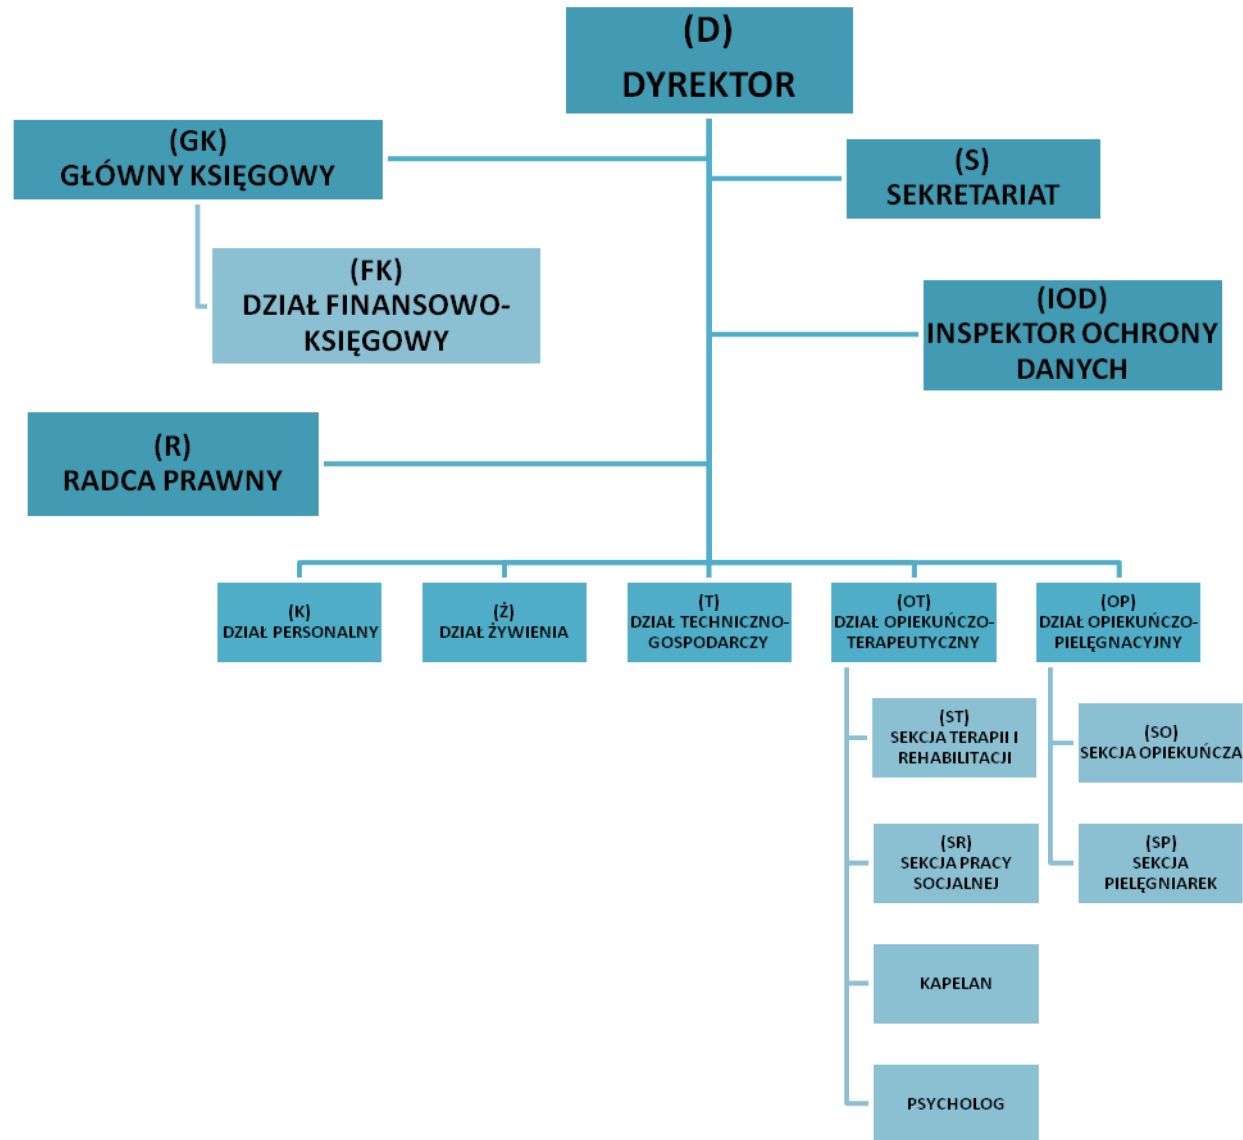 (D)
DYREKTOR
(GK)
GŁÓWNY KSIĘGOWY
(S)
SEKRETARIAT
(FK)
DZIAŁ FINANSOWO-
KSIĘGOWY
(IOD)
INSPEKTOR OCHRONY
DANYCH
(R)
RADCA PRAWNY
(K)
DZIAŁ PERSONALNY
(Ż)
DZIAŁ ŻYWIENIA
(T)
DZIAŁ TECHNICZNO-
GOSPODARCZY
(OT)
DZIAŁ OPIEKUŃCZO-
TERAPEUTYCZNY
(OP)
DZIAŁ OPIEKUŃCZO-
PIELĘGNACYJNY
(ST)
SEKCJA TERAPII I
REHABILITACJI
(SO)
SEKCJA OPIEKUŃCZA
(SR)
SEKCJA PRACY
SOCJALNEJ
(SP)
SEKCJA
PIELĘGNIAREK
KAPELAN
PSYCHOLOG